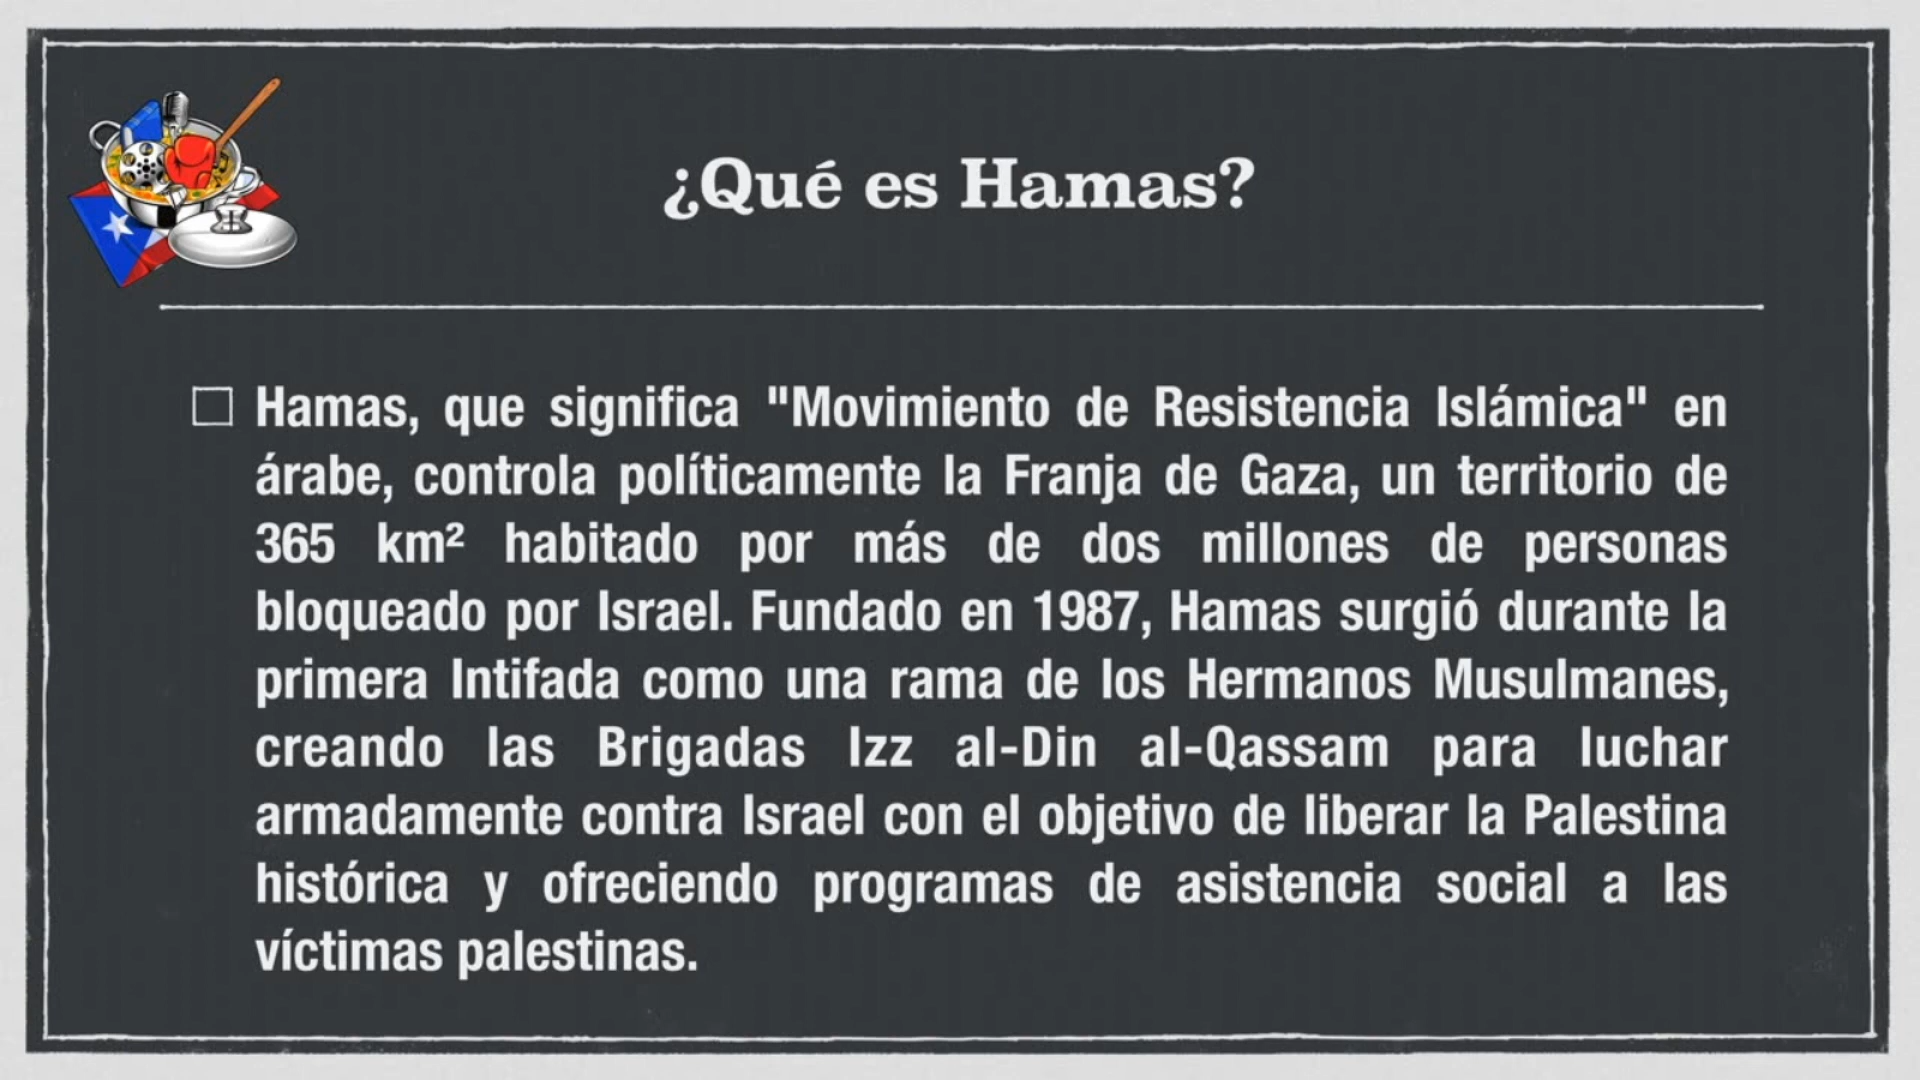 ¿Qué es Hamas?
Hamas, que significa "Movimiento de Resistencia Islámica" en
árabe, controla políticamente la Franja de Gaza, un territorio de
365 km² habitado por más de dos millones de personas
bloqueado por Israel. Fundado en 1987, Hamas surgió durante la
primera Intifada como una rama de los Hermanos Musulmanes,
creando las Brigadas Izz al-Din al-Qassam para luchar
armadamente contra Israel con el objetivo de liberar la Palestina
histórica y ofreciendo programas de asistencia social a las
víctimas palestinas.